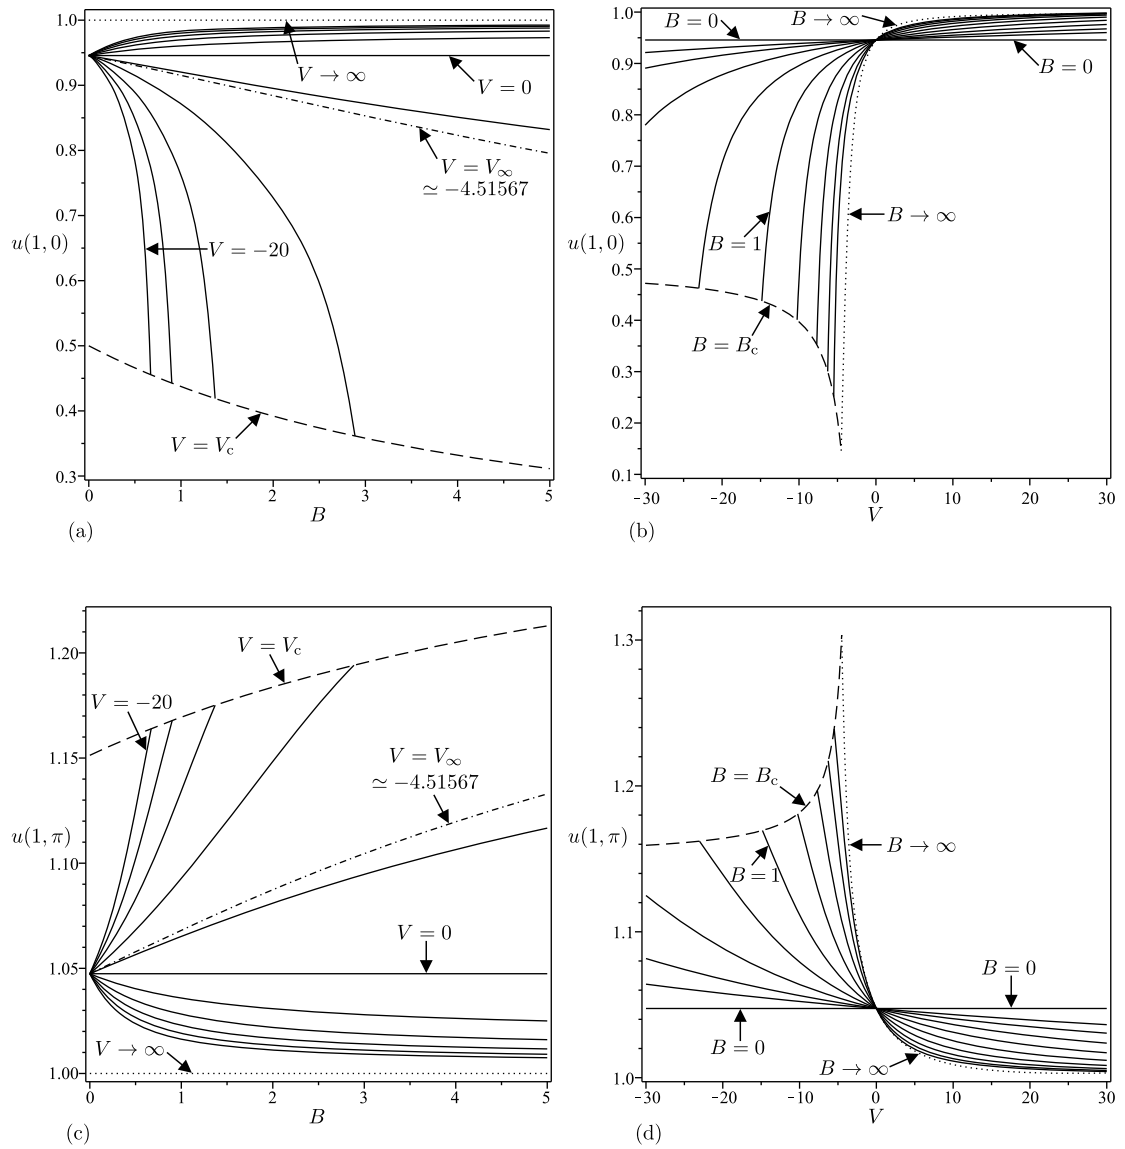 1.0
0.9
0.8
0.7
0.6
0.5
0.4
0.3
u(1, 0)
V → ∞
V = 0
V = V∞
≃ −4.51567
V = −20
V = Vc
0 1 2 3 4 5
B
(a)
1.0
0.9
0.8
0.7
0.6
0.5
0.4
0.3
0.2
0.1
u(1, 0)
B = 0
B → ∞
B = 0
B → ∞
B = 1
B = Bc
−30 −20 −10 0 10 20 30
V
(b)
1.20
1.15
1.10
1.05
1.00
u(1, π)
V = Vc
V = −20
V = V∞
≃ −4.51567
V = 0
V → ∞
0 1 2 3 4 5
B
(c)
1.3
1.2
1.1
1.0
u(1, π)
B = Bc
B → ∞
B = 1
B = 0
B = 0
B → ∞
−30 −20 −10 0 10 20 30
V
(d)